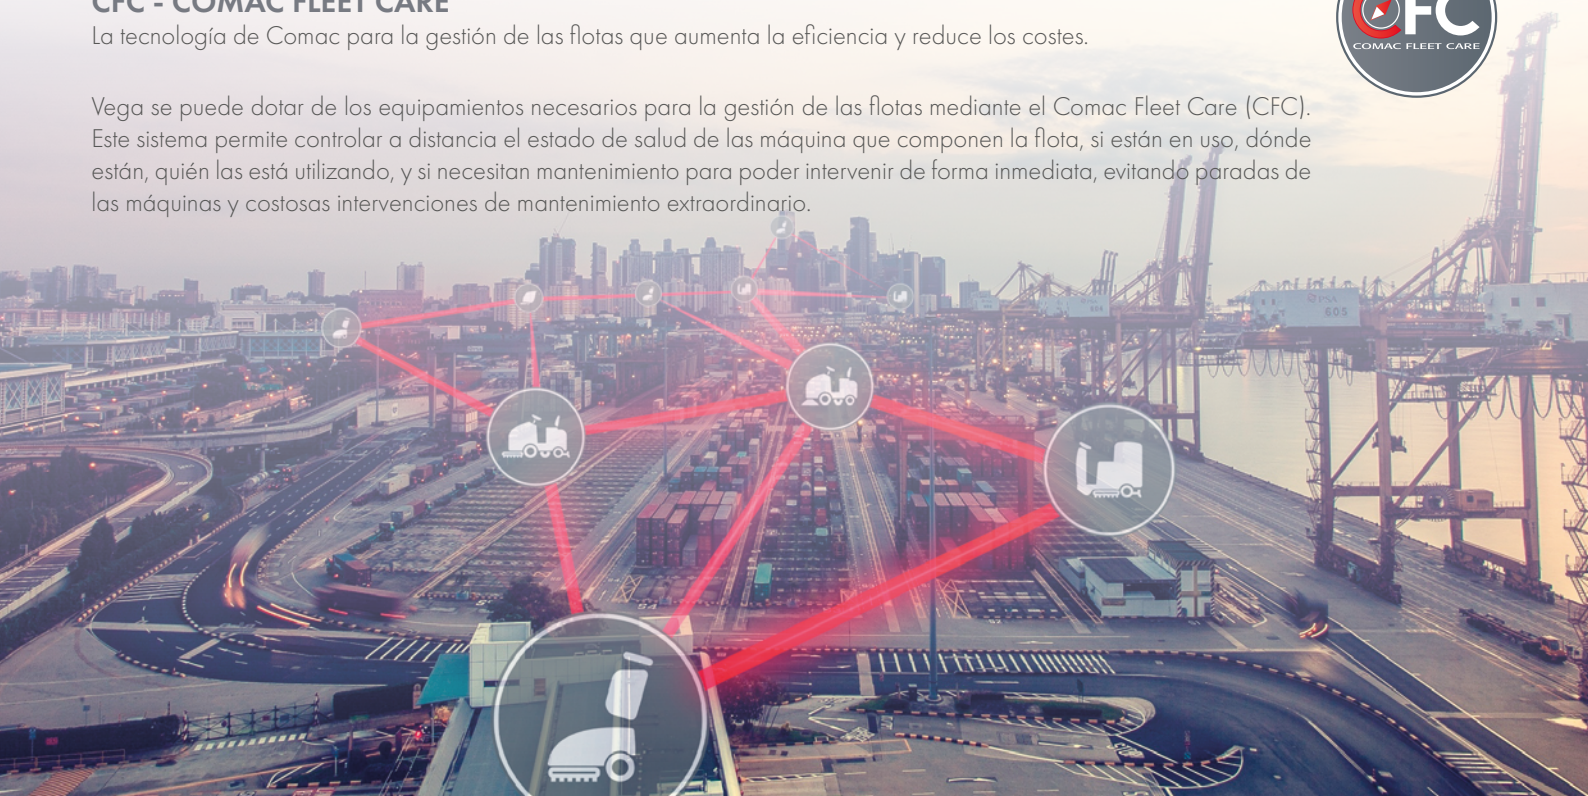 CFC - COMAC FLEET CARE
La tecnología de Comac para la gestión de las flotas que aumenta la eficiencia y reduce los costes.
CFC
COMAC FLEET CARE
Vega se puede dotar de los equipamientos necesarios para la gestión de las flotas mediante el Comac Fleet Care (CFC).
Este sistema permite controlar a distancia el estado de salud de las máquina que componen la flota, si están en uso, dónde
están, quién las está utilizando, y si necesitan mantenimiento para poder intervenir de forma inmediata, evitando paradas de
las máquinas y costosas intervenciones de mantenimiento extraordinario.
PSA
604
605
54